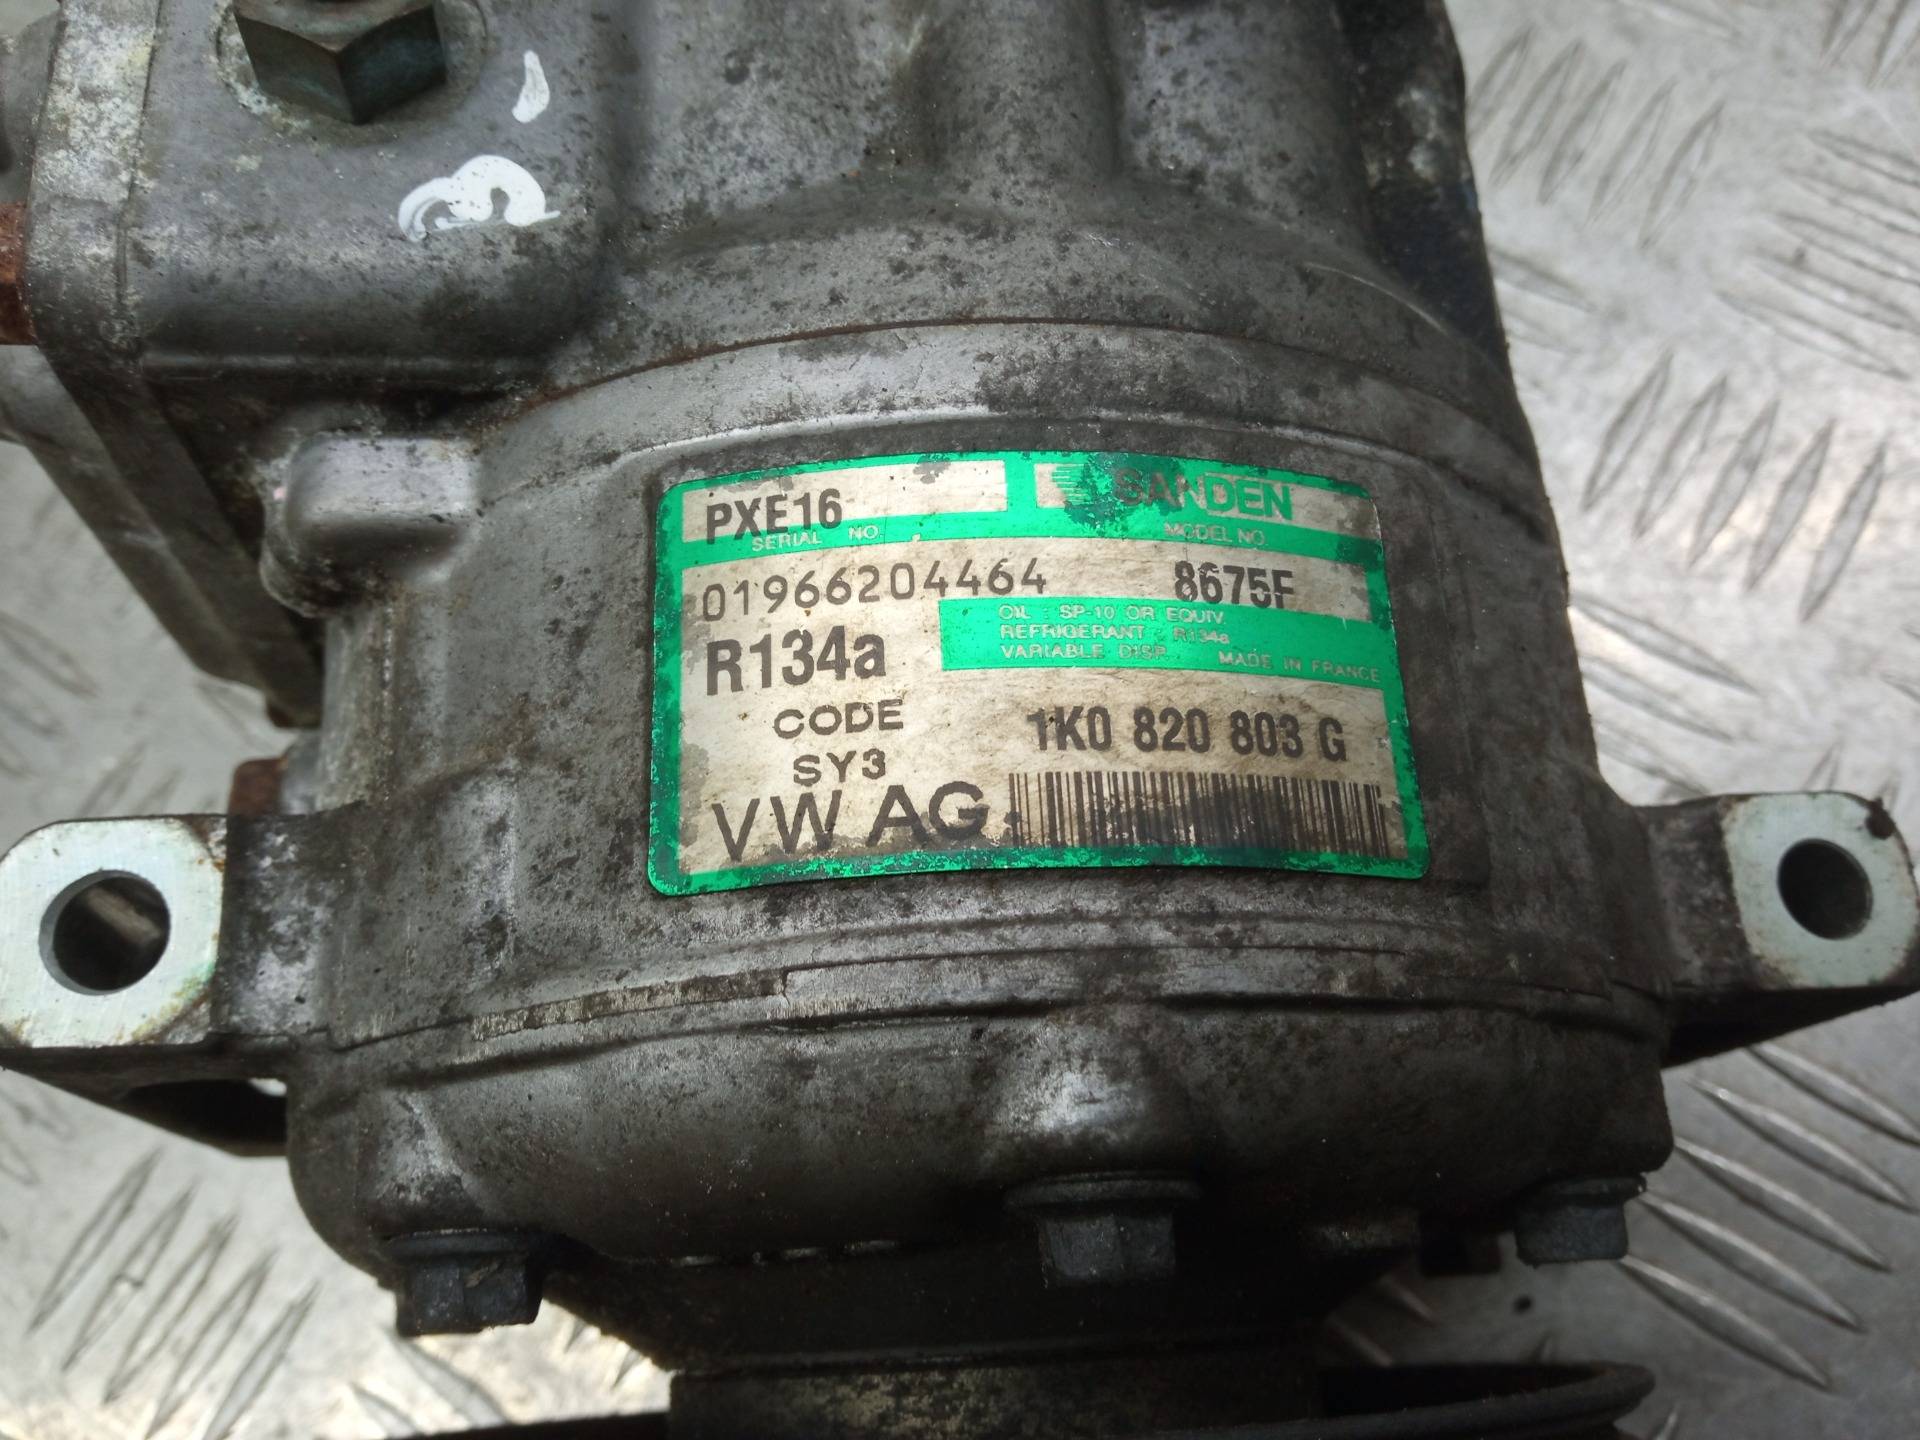 PXE16 SANDEN
SERIAL NO. MODEL NO.
01966204464 8675F
OIL : SP-10 OR EQUIV.
REFRIGERANT : R134a
VARIABLE DISP. MADE IN FRANCE
R134a
CODE 1K0 820 803 G
SY3
VW AG